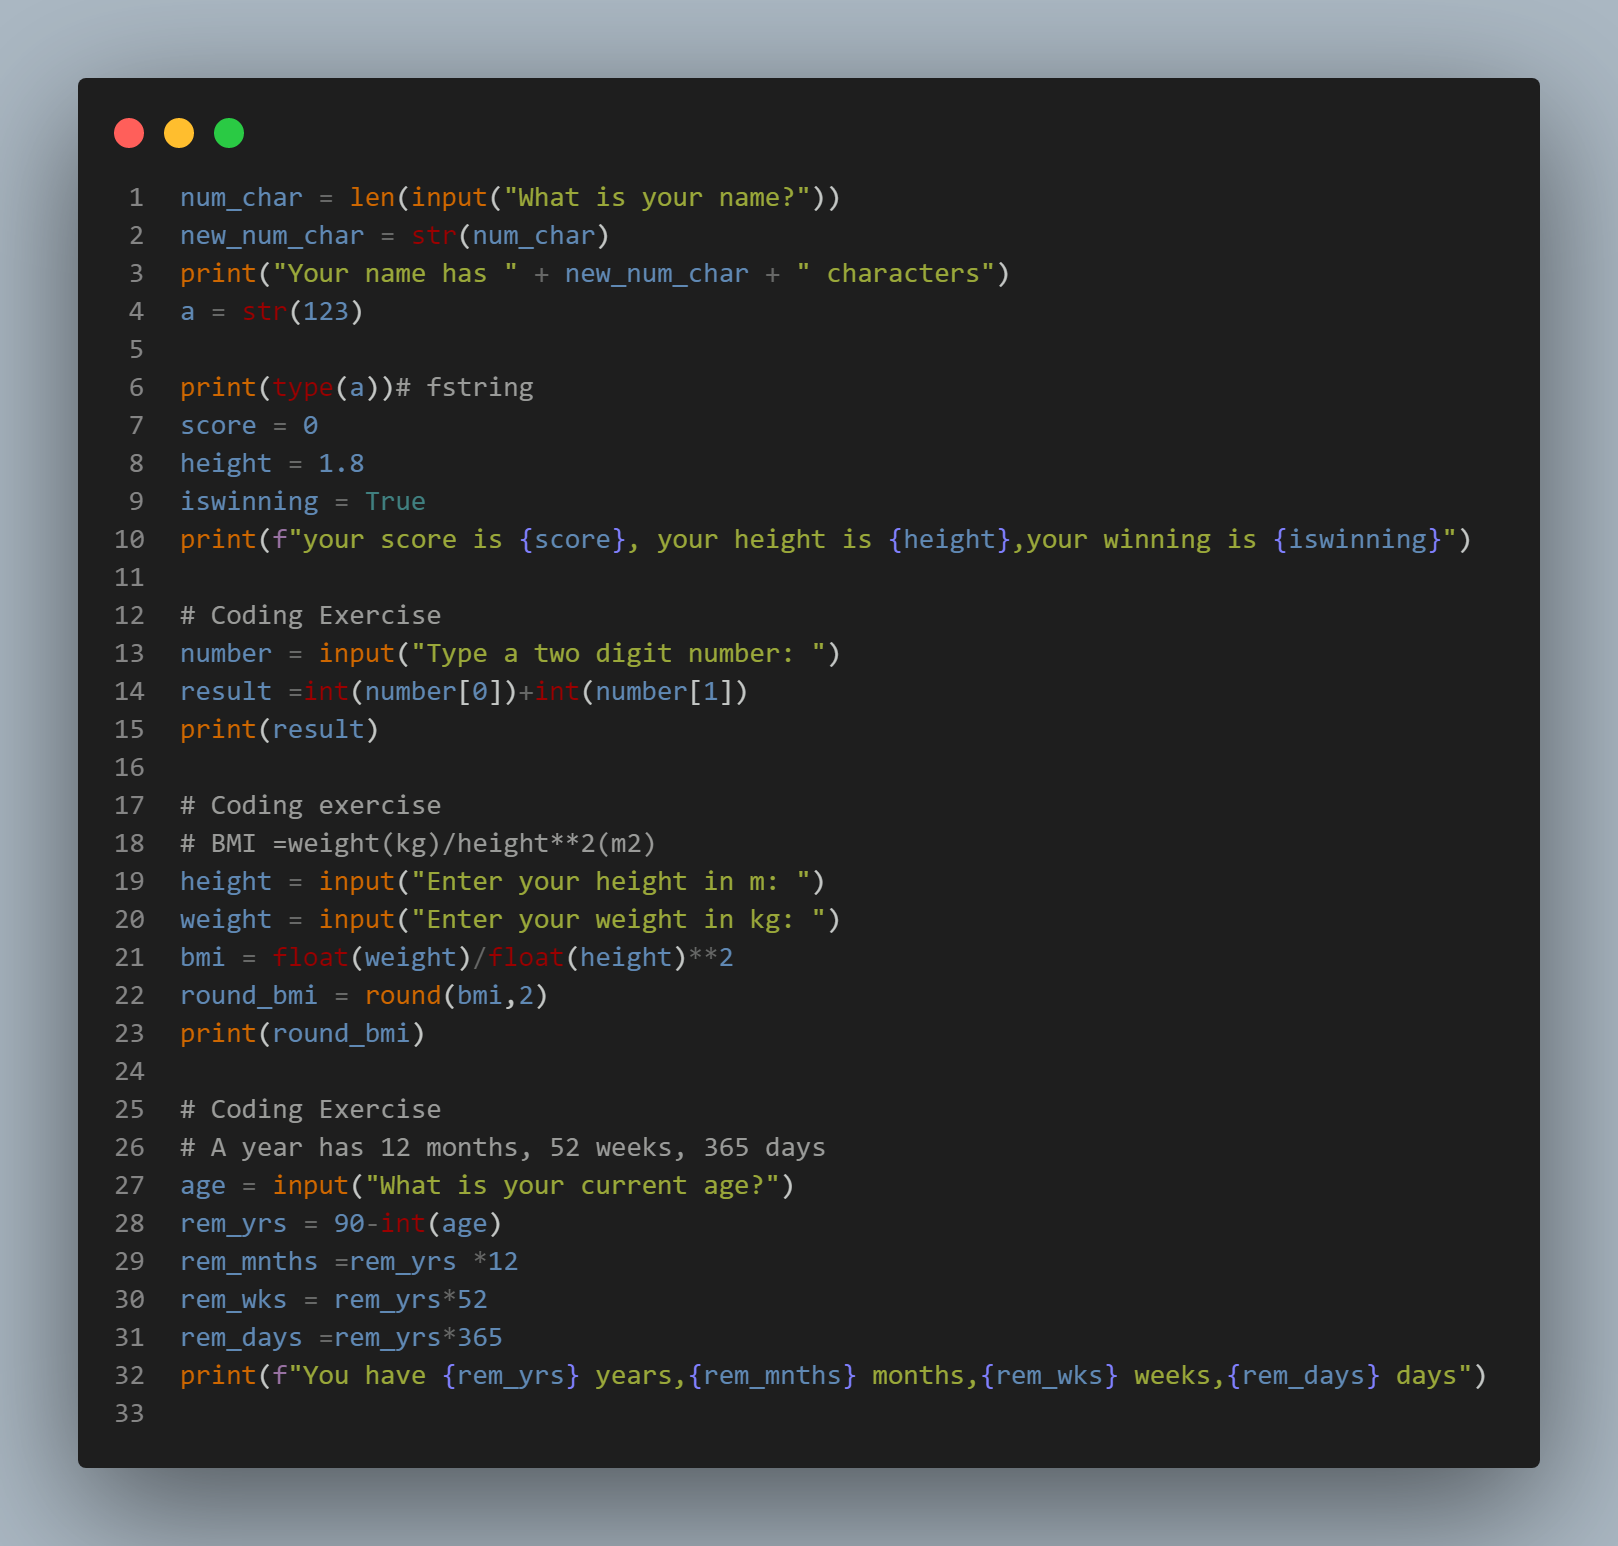 1 num_char = len(input("What is your name?"))
2 new_num_char = str(num_char)
3 print("Your name has " + new_num_char + " characters")
4 a = str(123)
5
6 print(type(a))# fstring
7 score = 0
8 height = 1.8
9 iswinning = True
10 print(f"your score is {score}, your height is {height},your winning is {iswinning}")
11
12 # Coding Exercise
13 number = input("Type a two digit number: ")
14 result =int(number[0])+int(number[1])
15 print(result)
16
17 # Coding exercise
18 # BMI =weight(kg)/height**2(m2)
19 height = input("Enter your height in m: ")
20 weight = input("Enter your weight in kg: ")
21 bmi = float(weight)/float(height)**2
22 round_bmi = round(bmi,2)
23 print(round_bmi)
24
25 # Coding Exercise
26 # A year has 12 months, 52 weeks, 365 days
27 age = input("What is your current age?")
28 rem_yrs = 90-int(age)
29 rem_mnths =rem_yrs *12
30 rem_wks = rem_yrs*52
31 rem_days =rem_yrs*365
32 print(f"You have {rem_yrs} years,{rem_mnths} months,{rem_wks} weeks,{rem_days} days")
33